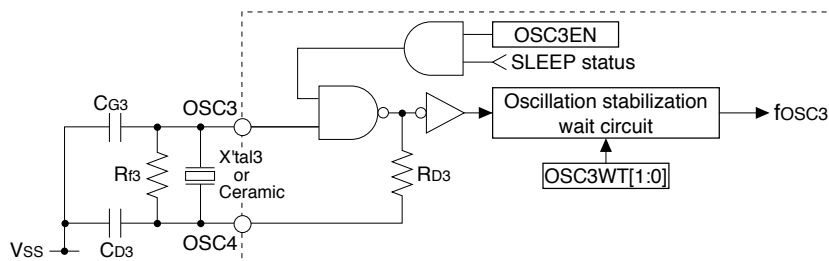 OSC3EN
SLEEP status
CG3
OSC3
Oscillation stabilization
wait circuit
fOSC3
Rf3
X'tal3
or
Ceramic
RD3
OSC3WT[1:0]
OSC4
CD3
VSS